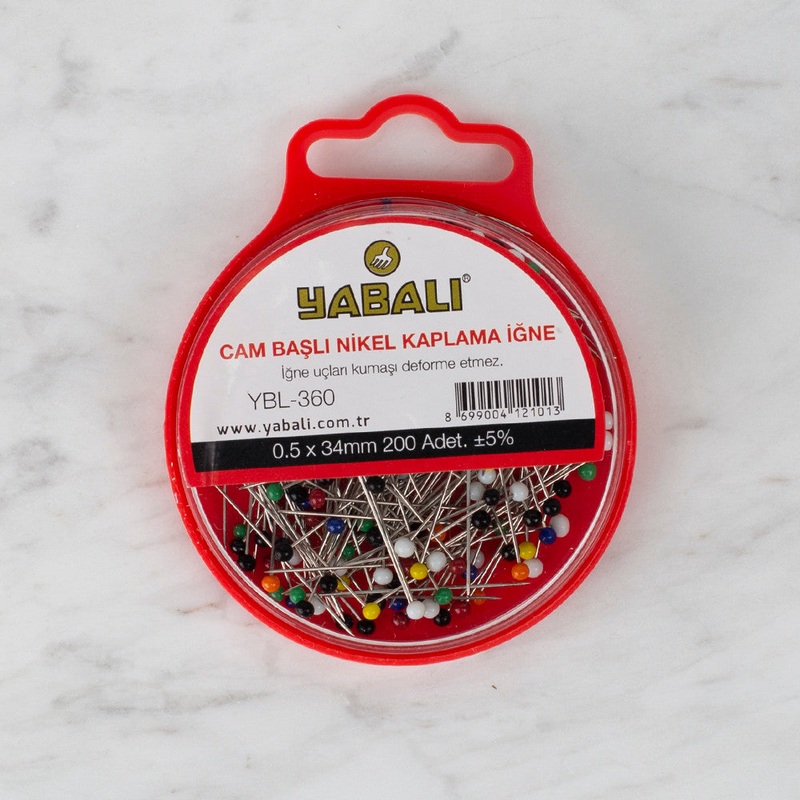 YABALI®
CAM BAŞLI NİKEL KAPLAMA İĞNE
İğne uçları kumaşı deforme etmez.
YBL-360
8 699004 121013
www.yabali.com.tr
0.5 x 34mm 200 Adet. ±5%